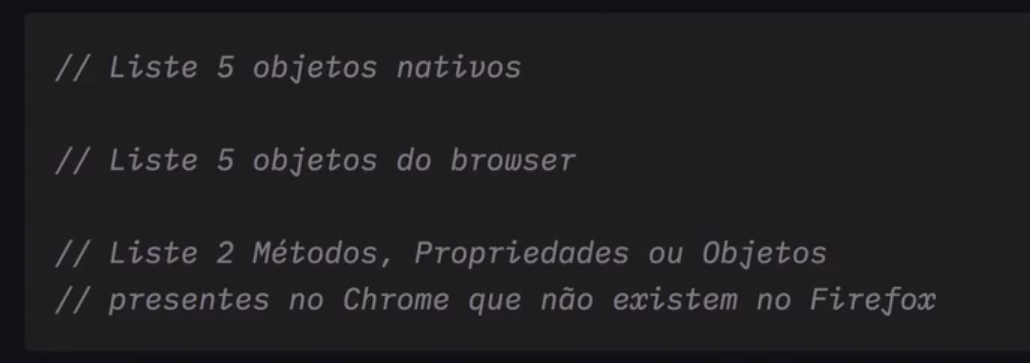 // Liste 5 objetos nativos
// Liste 5 objetos do browser
// Liste 2 Métodos, Propriedades ou Objetos
// presentes no Chrome que não existem no Firefox